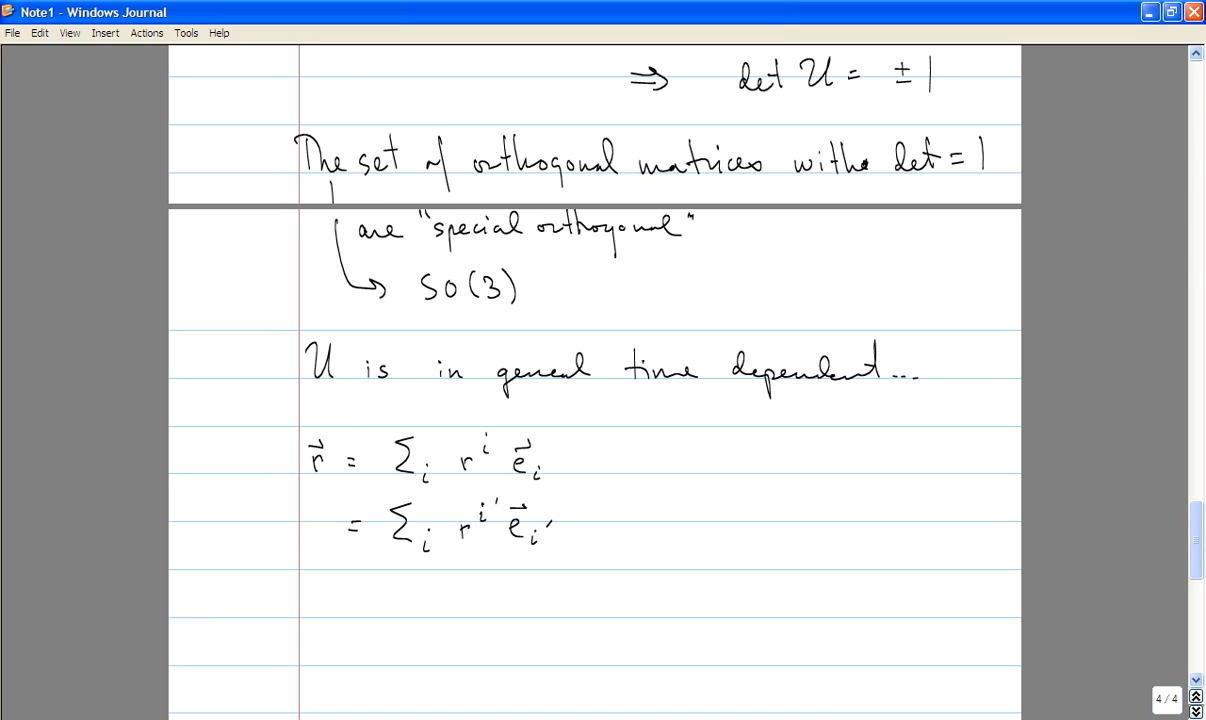 Note1 - Windows Journal
File Edit View Insert Actions Tools Help
⇒ det U = ± 1
The set of orthogonal matrices with det = 1
are "special orthogonal"
↳ SO(3)
U is in general time dependent...
r⃗ = Σ_i r^i e⃗_i
= Σ_i r^i' e⃗_i'
4 / 4